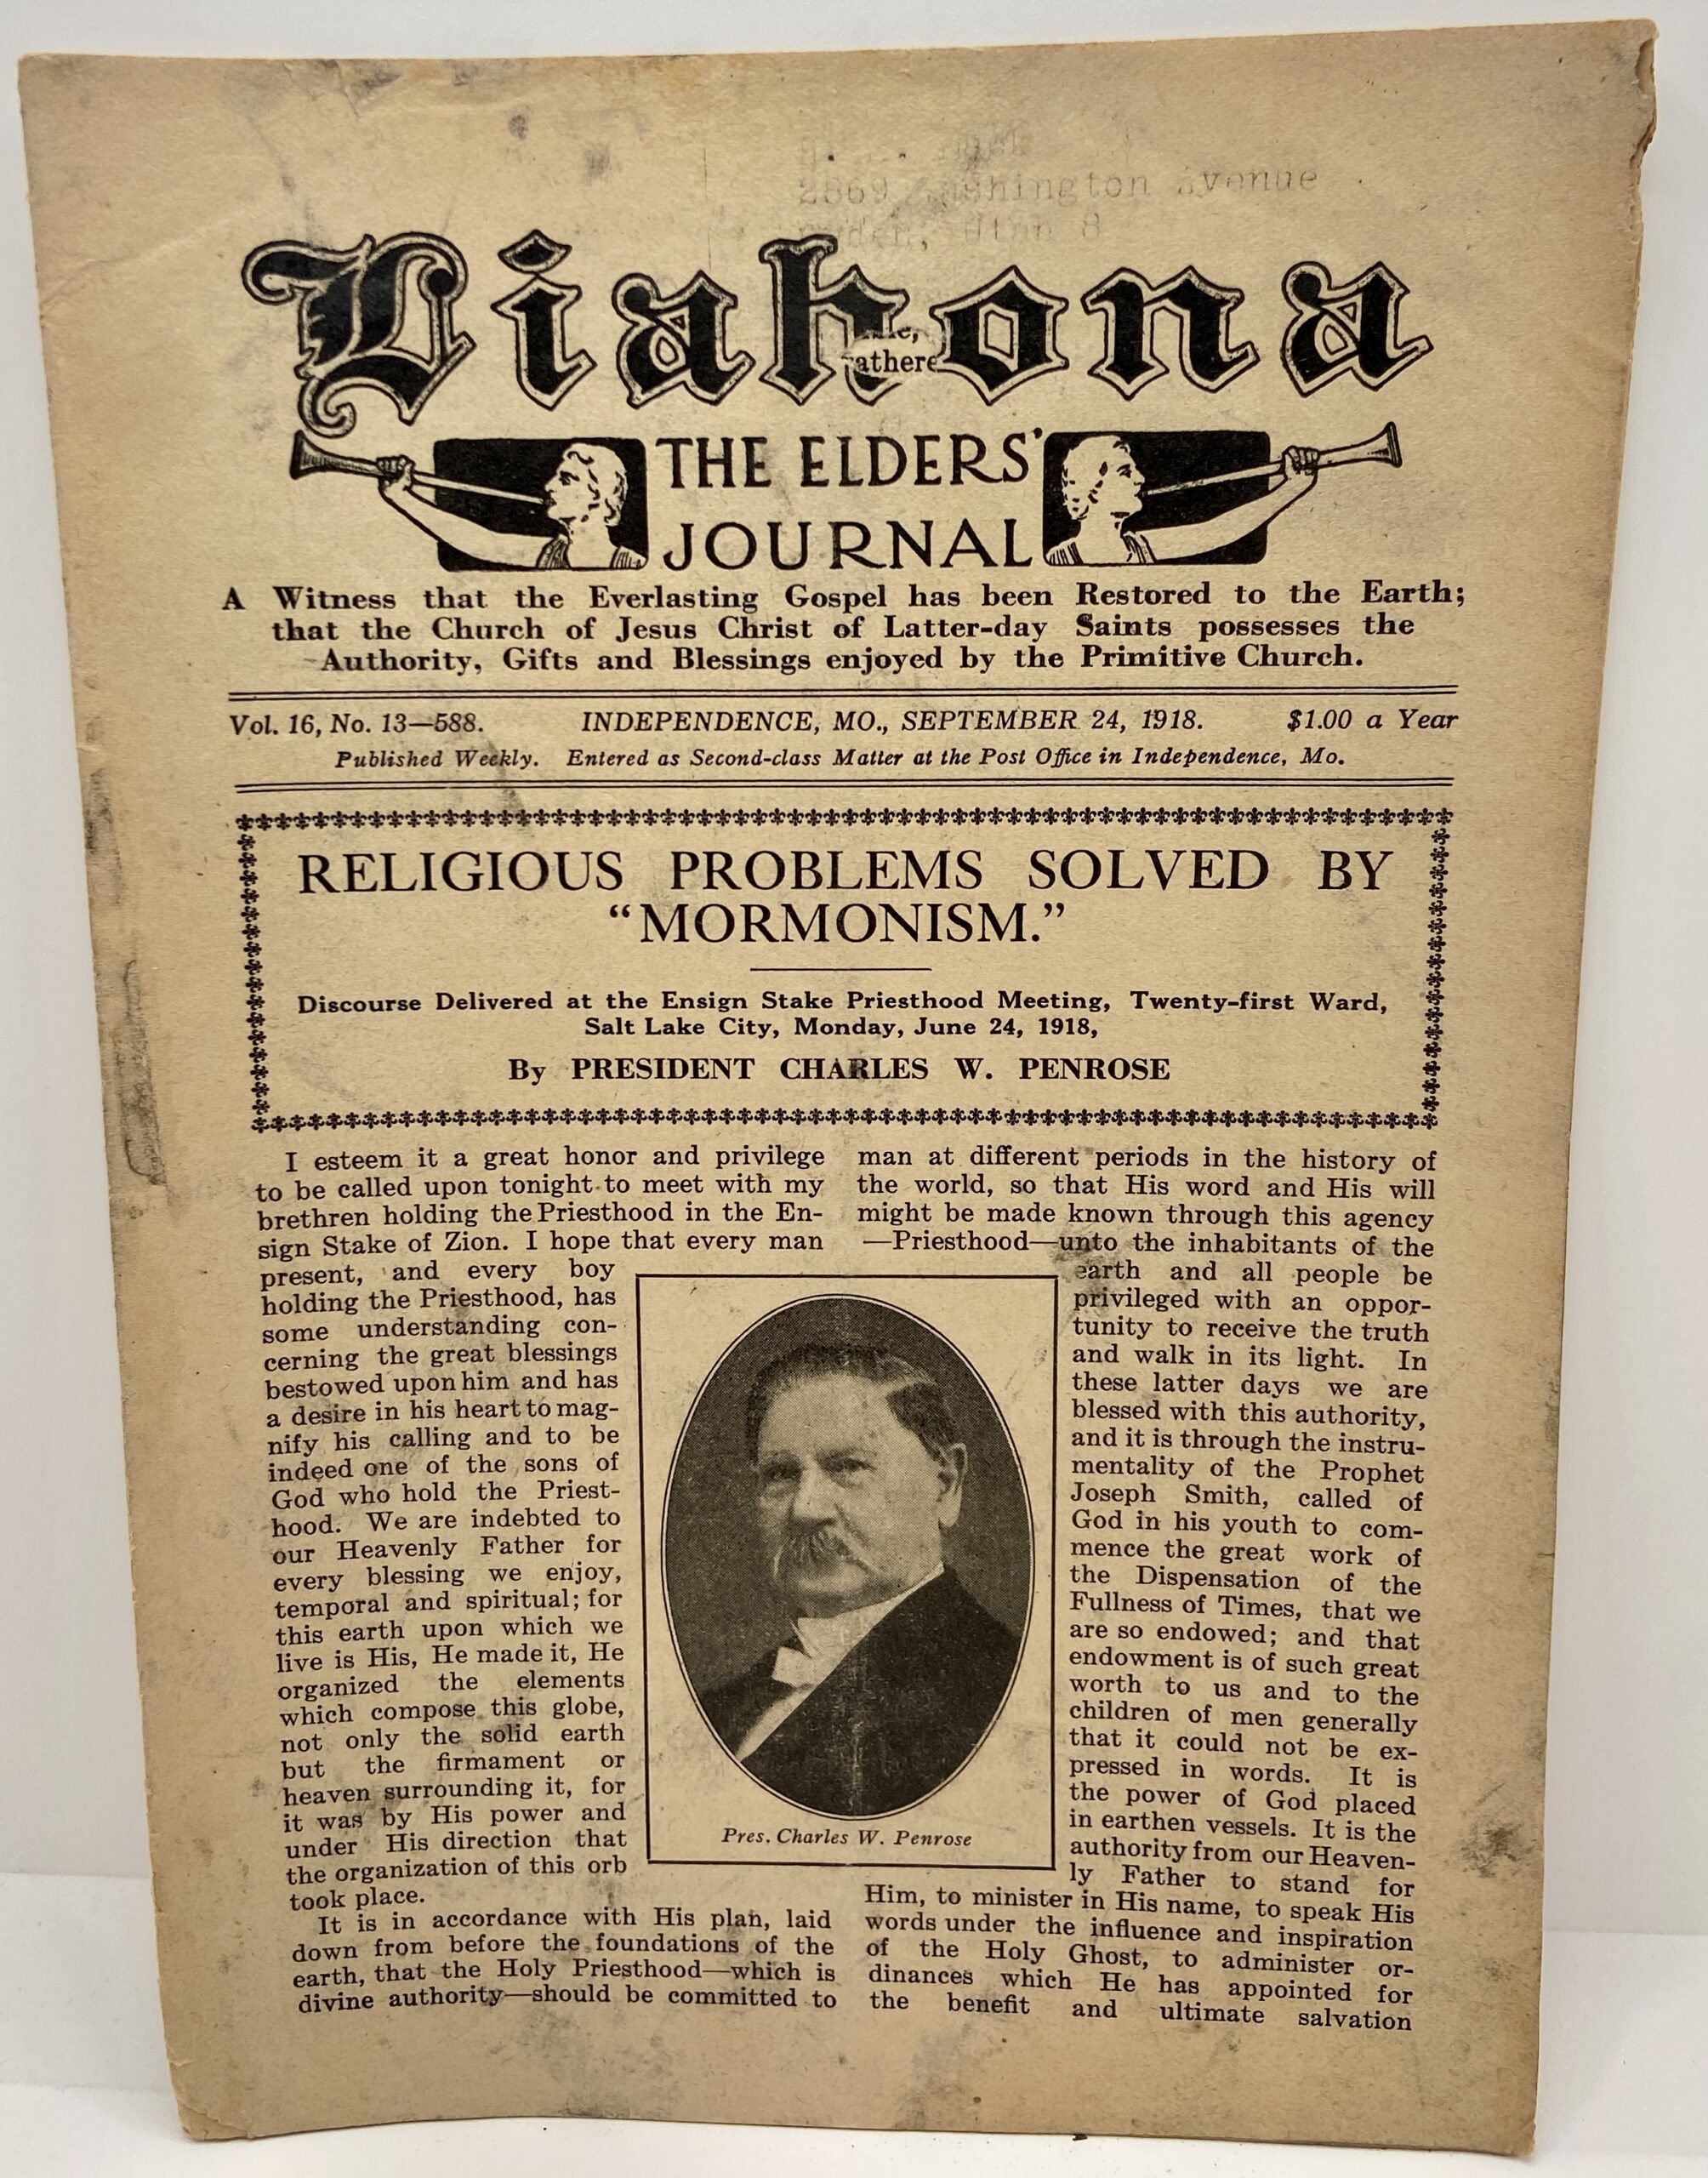 2869 Washington Avenue
Liahona
athere
THE ELDERS'
JOURNAL
A Witness that the Everlasting Gospel has been Restored to the Earth;
that the Church of Jesus Christ of Latter-day Saints possesses the
Authority, Gifts and Blessings enjoyed by the Primitive Church.
Vol. 16, No. 13—588. INDEPENDENCE, MO., SEPTEMBER 24, 1918. $1.00 a Year
Published Weekly. Entered as Second-class Matter at the Post Office in Independence, Mo.
RELIGIOUS PROBLEMS SOLVED BY
“MORMONISM.”
Discourse Delivered at the Ensign Stake Priesthood Meeting, Twenty-first Ward,
Salt Lake City, Monday, June 24, 1918,
By PRESIDENT CHARLES W. PENROSE
I esteem it a great honor and privilege
to be called upon tonight to meet with my
brethren holding the Priesthood in the En-
sign Stake of Zion. I hope that every man
present, and every boy
holding the Priesthood, has
some understanding con-
cerning the great blessings
bestowed upon him and has
a desire in his heart to mag-
nify his calling and to be
indeed one of the sons of
God who hold the Priest-
hood. We are indebted to
our Heavenly Father for
every blessing we enjoy,
temporal and spiritual; for
this earth upon which we
live is His, He made it, He
organized the elements
which compose this globe,
not only the solid earth
but the firmament or
heaven surrounding it, for
it was by His power and
under His direction that
the organization of this orb
took place.
It is in accordance with His plan, laid
down from before the foundations of the
earth, that the Holy Priesthood—which is
divine authority—should be committed to
Pres. Charles W. Penrose
man at different periods in the history of
the world, so that His word and His will
might be made known through this agency
—Priesthood—unto the inhabitants of the
earth and all people be
privileged with an oppor-
tunity to receive the truth
and walk in its light. In
these latter days we are
blessed with this authority,
and it is through the instru-
mentality of the Prophet
Joseph Smith, called of
God in his youth to com-
mence the great work of
the Dispensation of the
Fullness of Times, that we
are so endowed; and that
endowment is of such great
worth to us and to the
children of men generally
that it could not be ex-
pressed in words. It is
the power of God placed
in earthen vessels. It is the
authority from our Heaven-
ly Father to stand for
Him, to minister in His name, to speak His
words under the influence and inspiration
of the Holy Ghost, to administer or-
dinances which He has appointed for
the benefit and ultimate salvation